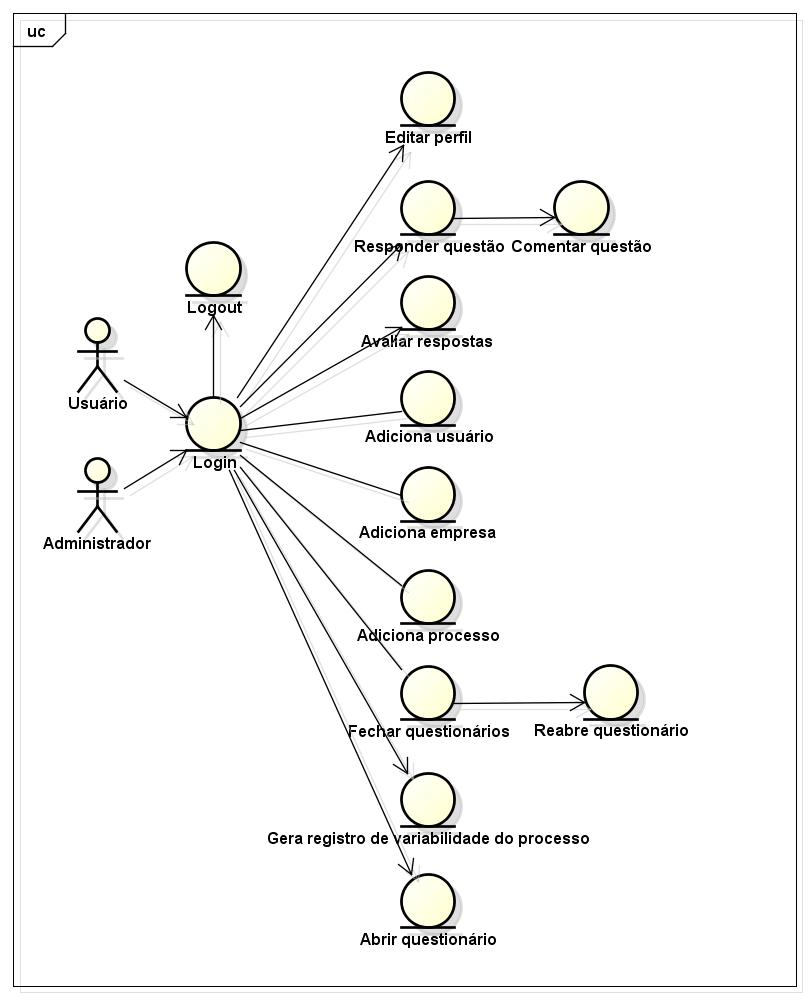 uc
Editar perfil
Responder questão
Comentar questão
Logout
Avaliar respostas
Usuário
Adiciona usuário
Login
Adiciona empresa
Administrador
Adiciona processo
Fechar questionários
Reabre questionário
Gera registro de variabilidade do processo
Abrir questionário